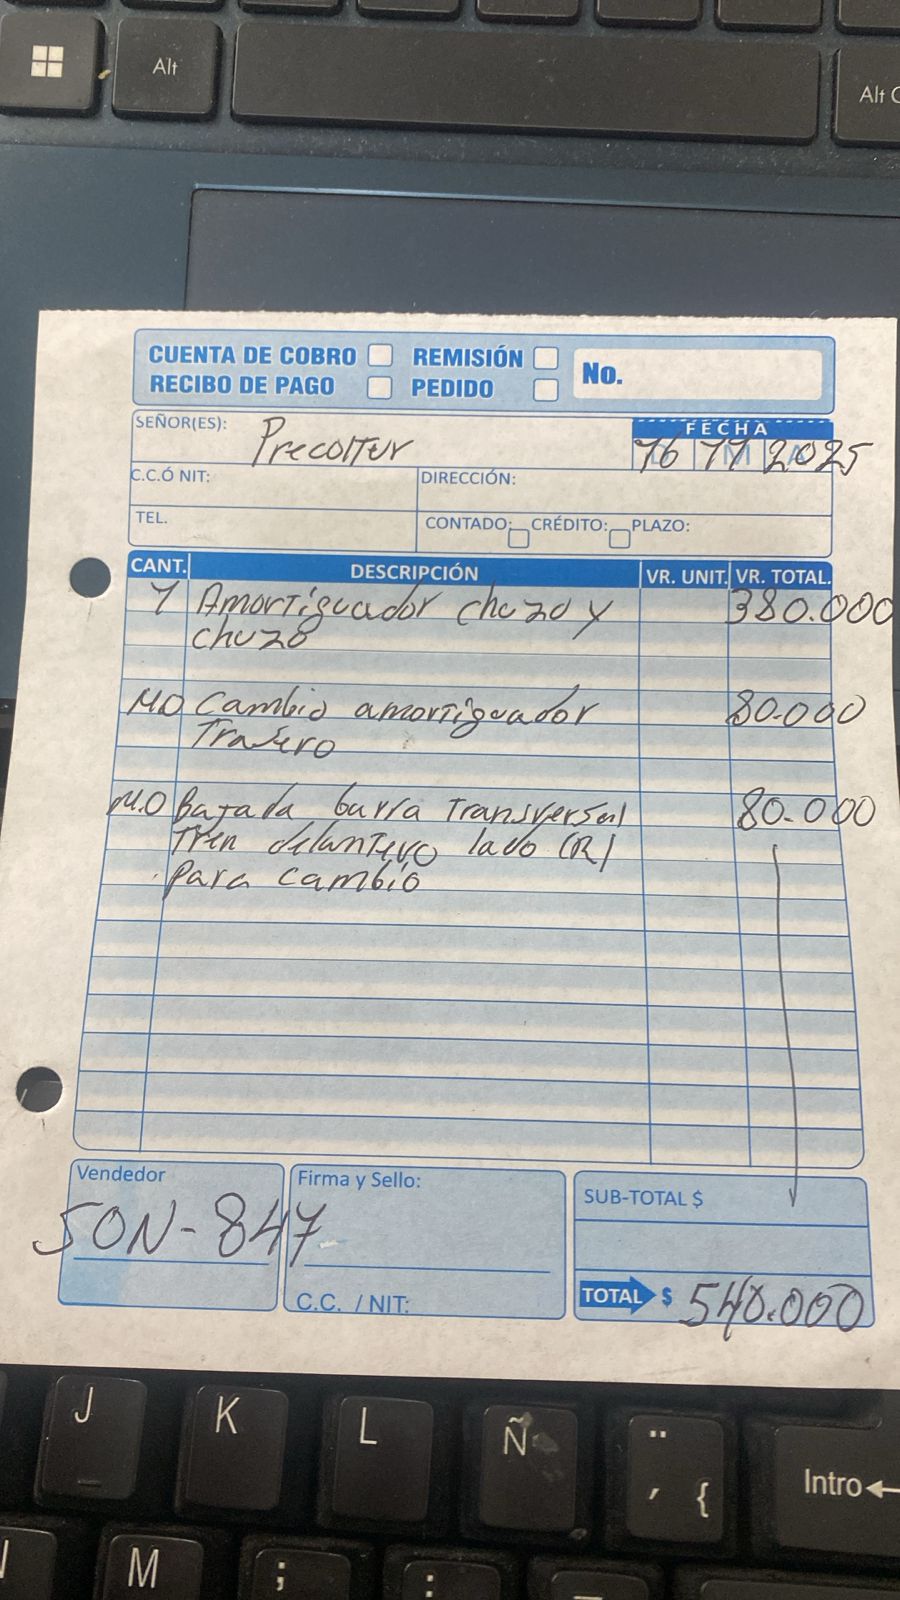 Alt
Alt G
CUENTA DE COBRO REMISIÓN No.
RECIBO DE PAGO PEDIDO
SEÑOR(ES): Precoltur
FECHA
16 11 2025
C.C.Ó NIT: DIRECCIÓN:
TEL. CONTADO: CRÉDITO: PLAZO:
CANT. DESCRIPCIÓN VR. UNIT. VR. TOTAL.
1 Amortiguador chuzo y 380.000
chuzo
M.O Cambio amortiguador 80.000
Trasero
M.O Bajada barra Transversal 80.000
Tren delantero lado (R)
para cambio
Vendedor Firma y Sello: SUB-TOTAL $
SON-847
C.C. / NIT: TOTAL $ 540.000
J K L Ñ ¨ ´ {
Intro
M ; :